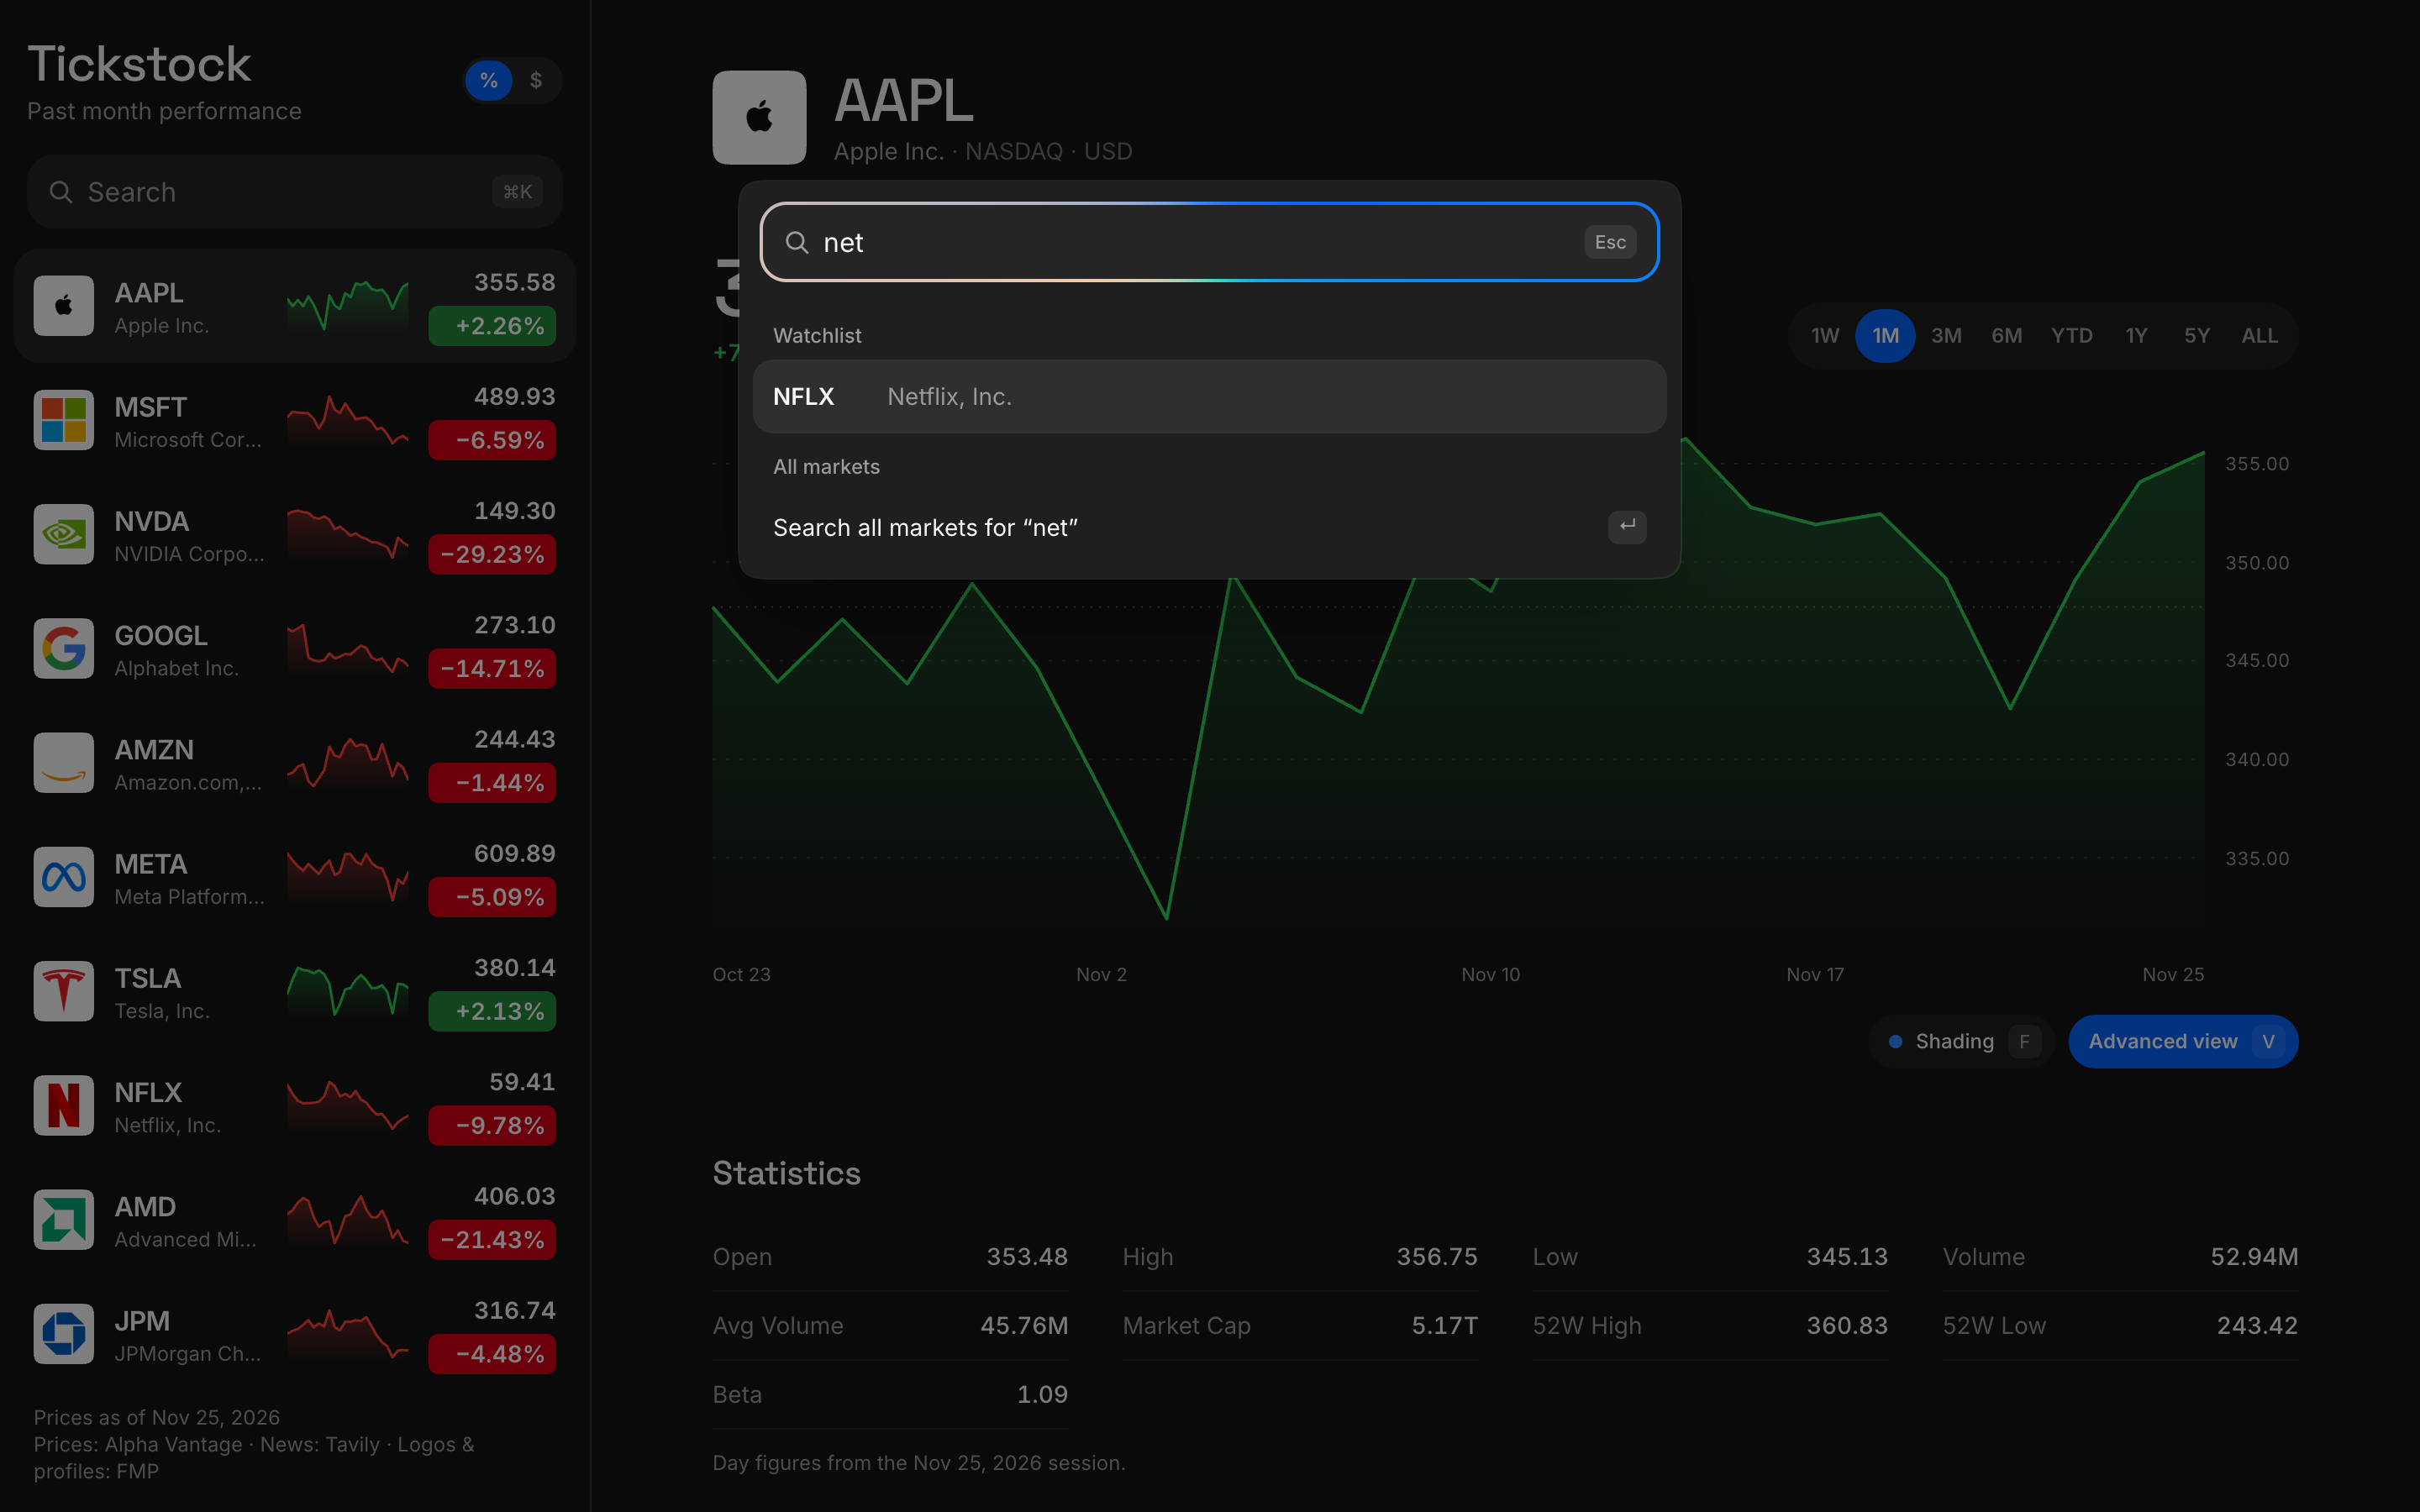 Tickstock
Past month performance
% $
Search ⌘K
AAPL
Apple Inc.
355.58
+2.26%
MSFT
Microsoft Cor...
489.93
−6.59%
NVDA
NVIDIA Corpo...
149.30
−29.23%
GOOGL
Alphabet Inc.
273.10
−14.71%
AMZN
Amazon.com,...
244.43
−1.44%
META
Meta Platform...
609.89
−5.09%
TSLA
Tesla, Inc.
380.14
+2.13%
NFLX
Netflix, Inc.
59.41
−9.78%
AMD
Advanced Mi...
406.03
−21.43%
JPM
JPMorgan Ch...
316.74
−4.48%
Prices as of Nov 25, 2026
Prices: Alpha Vantage · News: Tavily · Logos &
profiles: FMP
AAPL
Apple Inc. · NASDAQ · USD
net Esc
Watchlist
NFLX Netflix, Inc.
All markets
Search all markets for “net”
+7
1W 1M 3M 6M YTD 1Y 5Y ALL
355.00
350.00
345.00
340.00
335.00
Oct 23 Nov 2 Nov 10 Nov 17 Nov 25
Shading F Advanced view V
Statistics
Open 353.48 High 356.75 Low 345.13 Volume 52.94M
Avg Volume 45.76M Market Cap 5.17T 52W High 360.83 52W Low 243.42
Beta 1.09
Day figures from the Nov 25, 2026 session.